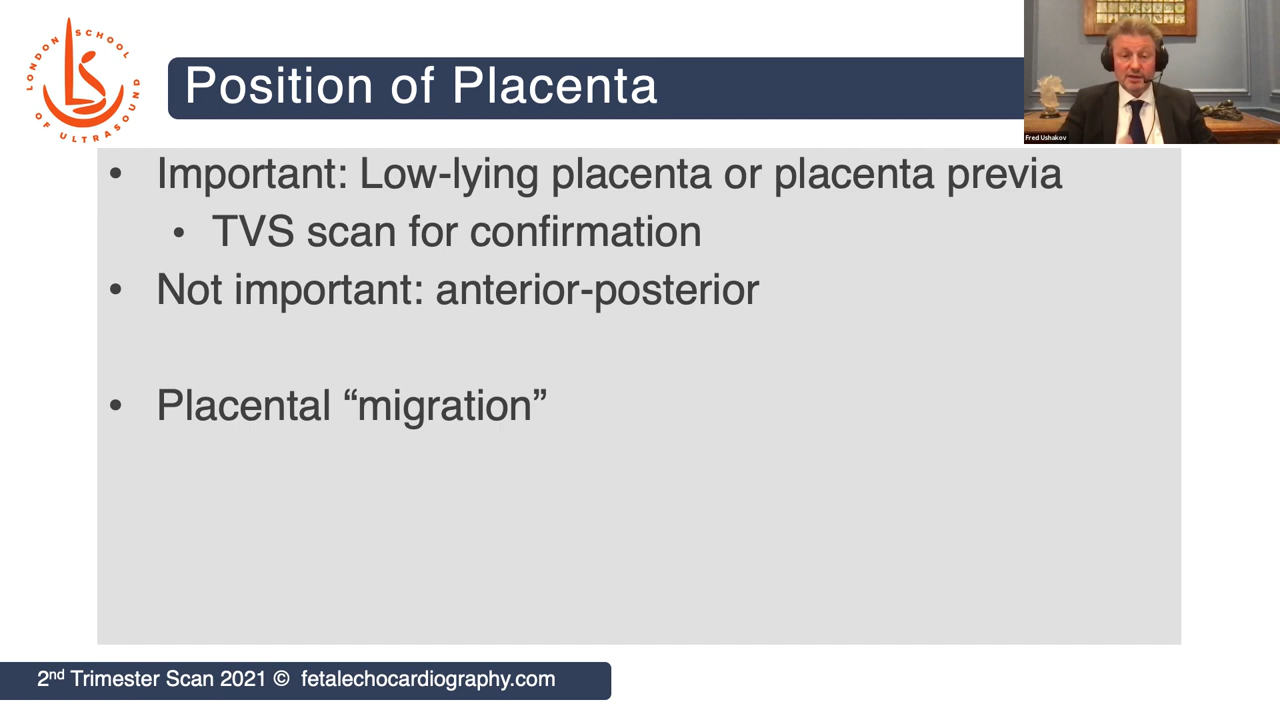 LONDON SCHOOL
OF ULTRASOUND
Position of Placenta
Fred Ushakov
• Important: Low-lying placenta or placenta previa
• TVS scan for confirmation
• Not important: anterior-posterior
• Placental “migration”
2nd Trimester Scan 2021 © fetalechocardiography.com